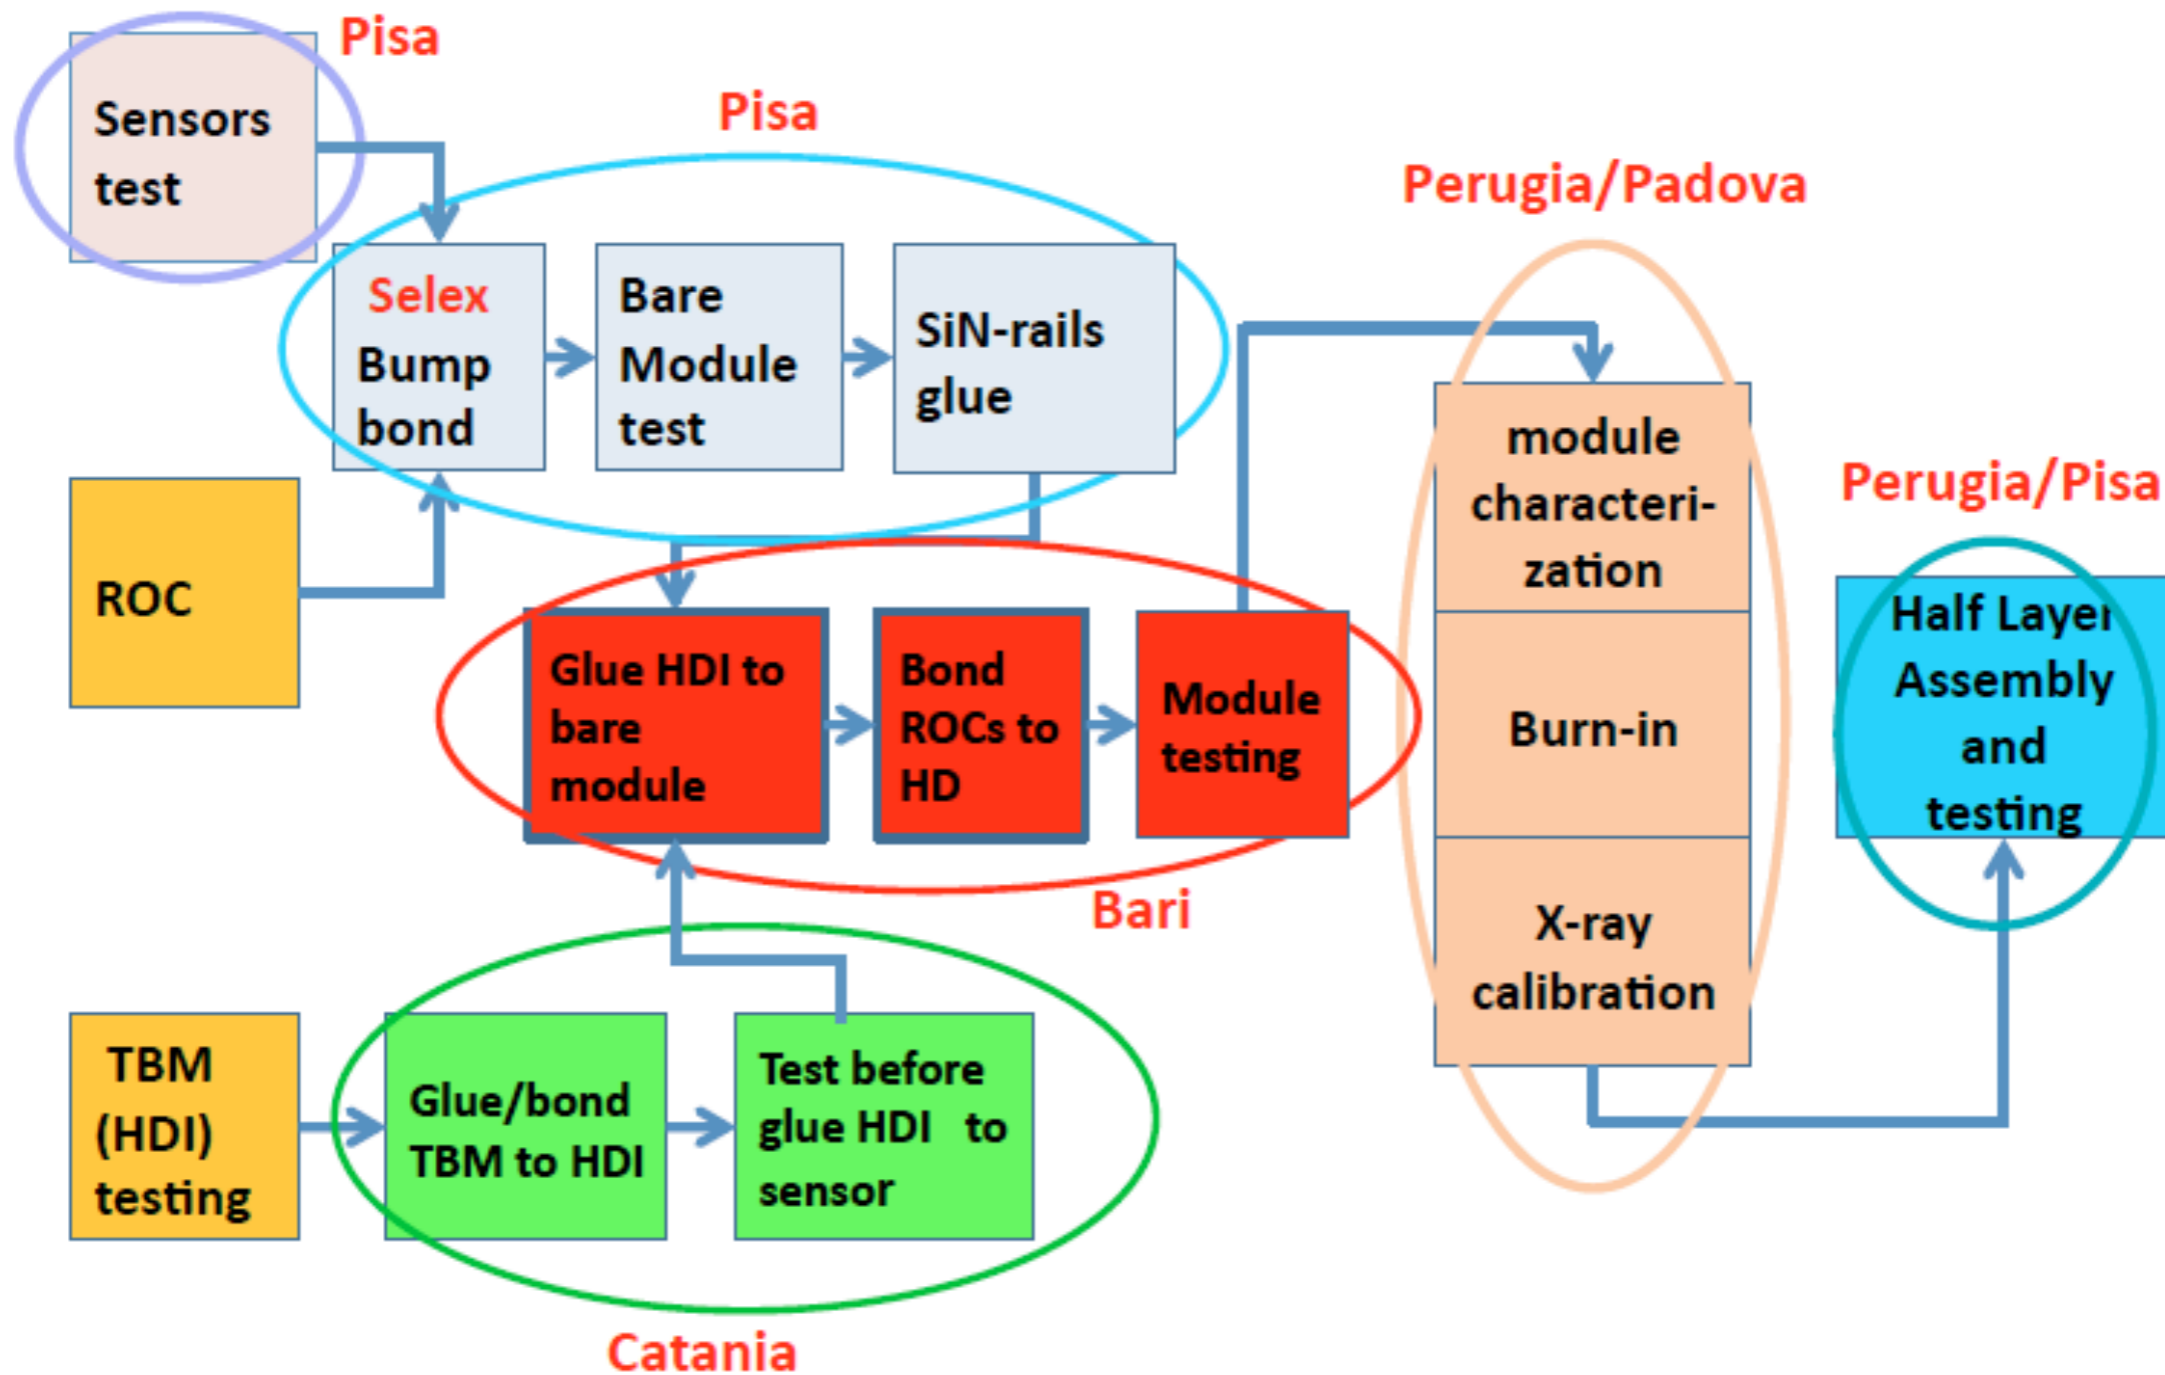 Pisa
Sensors
test
Pisa
Selex
Bump
bond
Bare
Module
test
SiN-rails
glue
Perugia/Padova
module
characteri-
zation
Burn-in
X-ray
calibration
Perugia/Pisa
Half Layer
Assembly
and
testing
ROC
Glue HDI to
bare
module
Bond
ROCs to
HD
Module
testing
Bari
TBM
(HDI)
testing
Glue/bond
TBM to HDI
Test before
glue HDI to
sensor
Catania